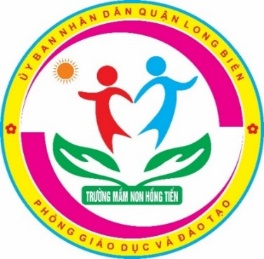 ỦY BAN NHÂN DÂN QUẬN LONG BIÊN
TRƯỜNG MẦM NON HỒNG TIẾN
PHÒNG GIÁO DỤC VÀ ĐÀO TẠO